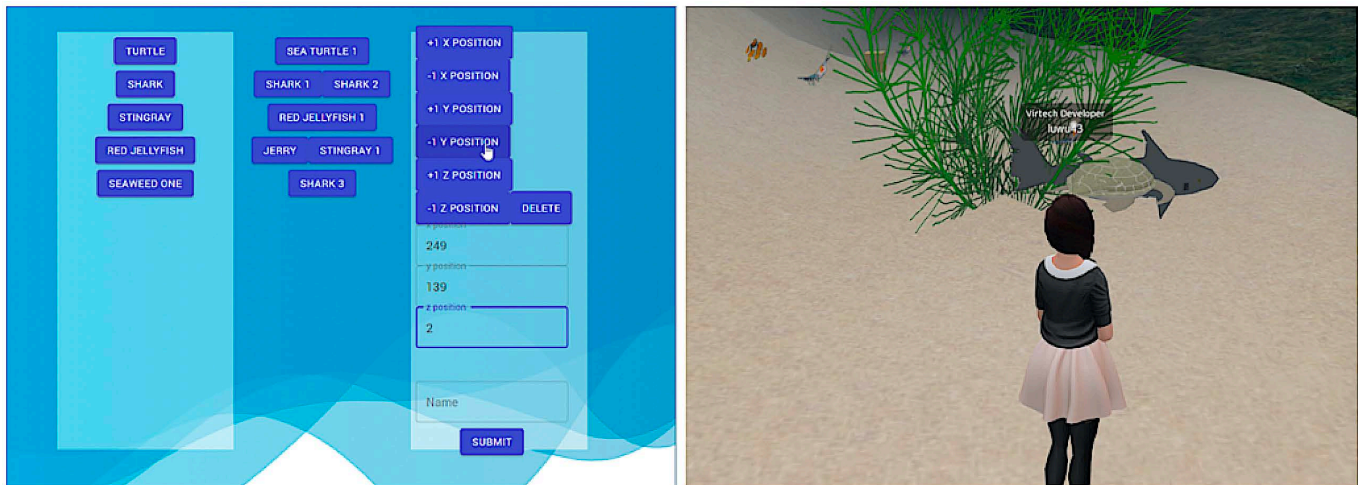 TURTLE
SHARK
STINGRAY
RED JELLYFISH
SEAWEED ONE
SEA TURTLE 1
SHARK 1 SHARK 2
RED JELLYFISH 1
JERRY STINGRAY 1
SHARK 3
+1 X POSITION
-1 X POSITION
+1 Y POSITION
-1 Y POSITION
+1 Z POSITION
-1 Z POSITION DELETE
x position
249
y position
139
z position
2
Name
SUBMIT
Virtech Developer
luwu43